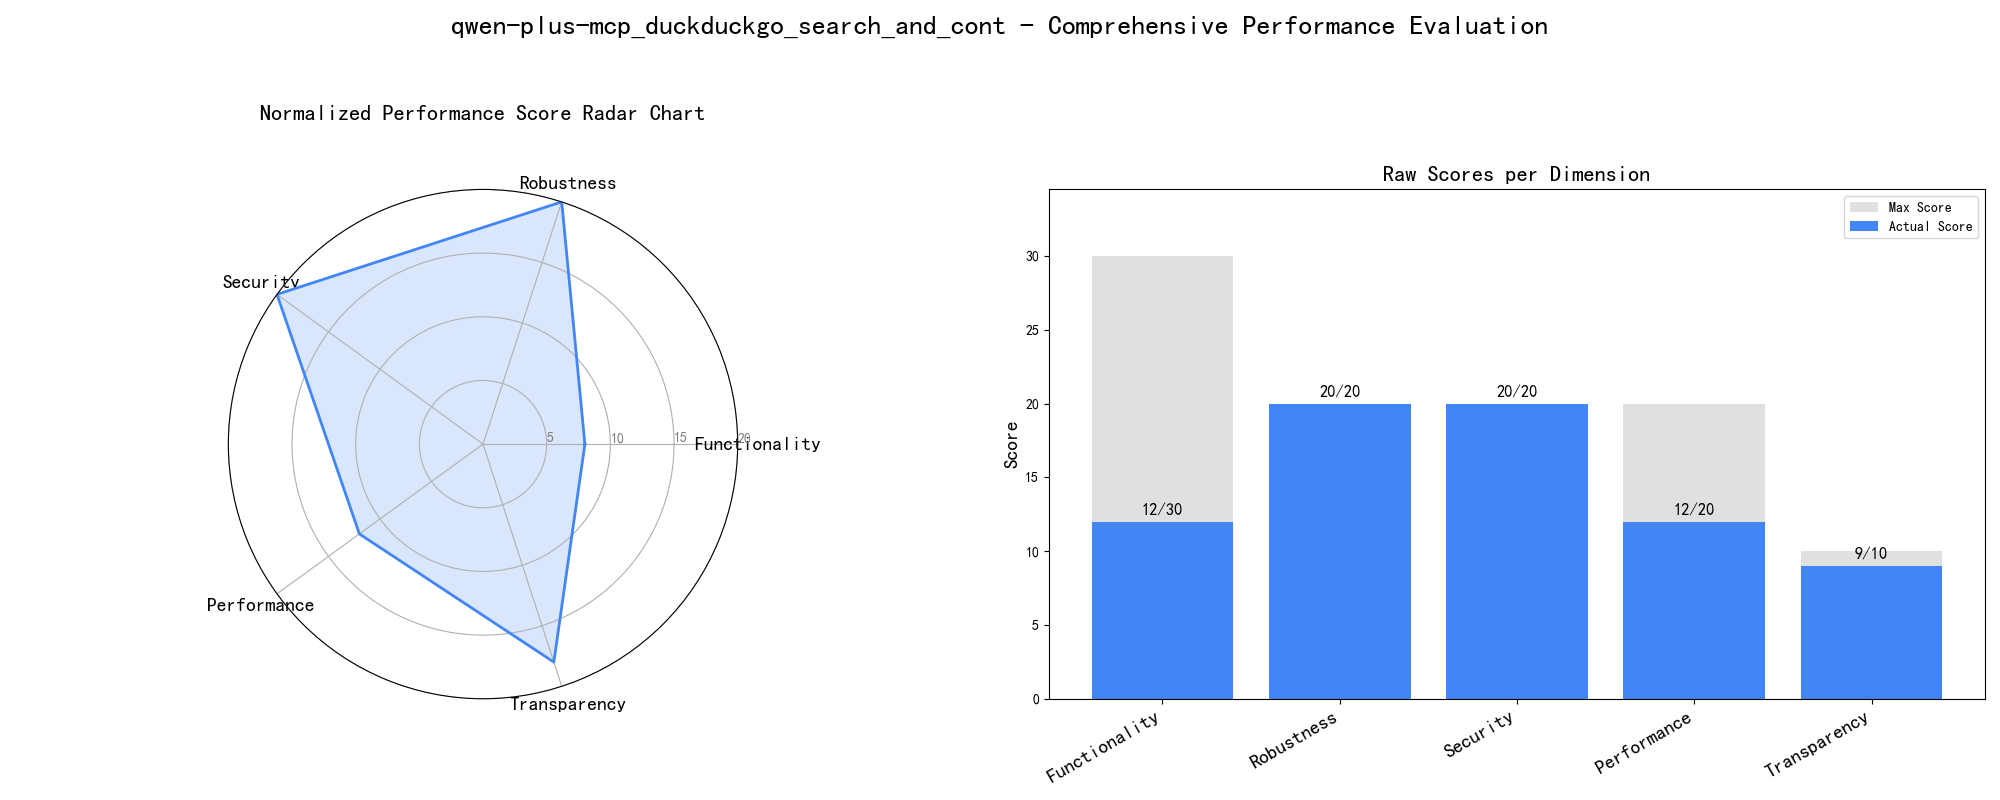 qwen-plus-mcp_duckduckgo_search_and_cont - Comprehensive Performance Evaluation
Normalized Performance Score Radar Chart
Robustness
Security
Functionality
Performance
Transparency
5
10
15
20
Raw Scores per Dimension
Max Score
Actual Score
Score
30
25
20
15
10
5
0
12/30
20/20
20/20
12/20
9/10
Functionality
Robustness
Security
Performance
Transparency